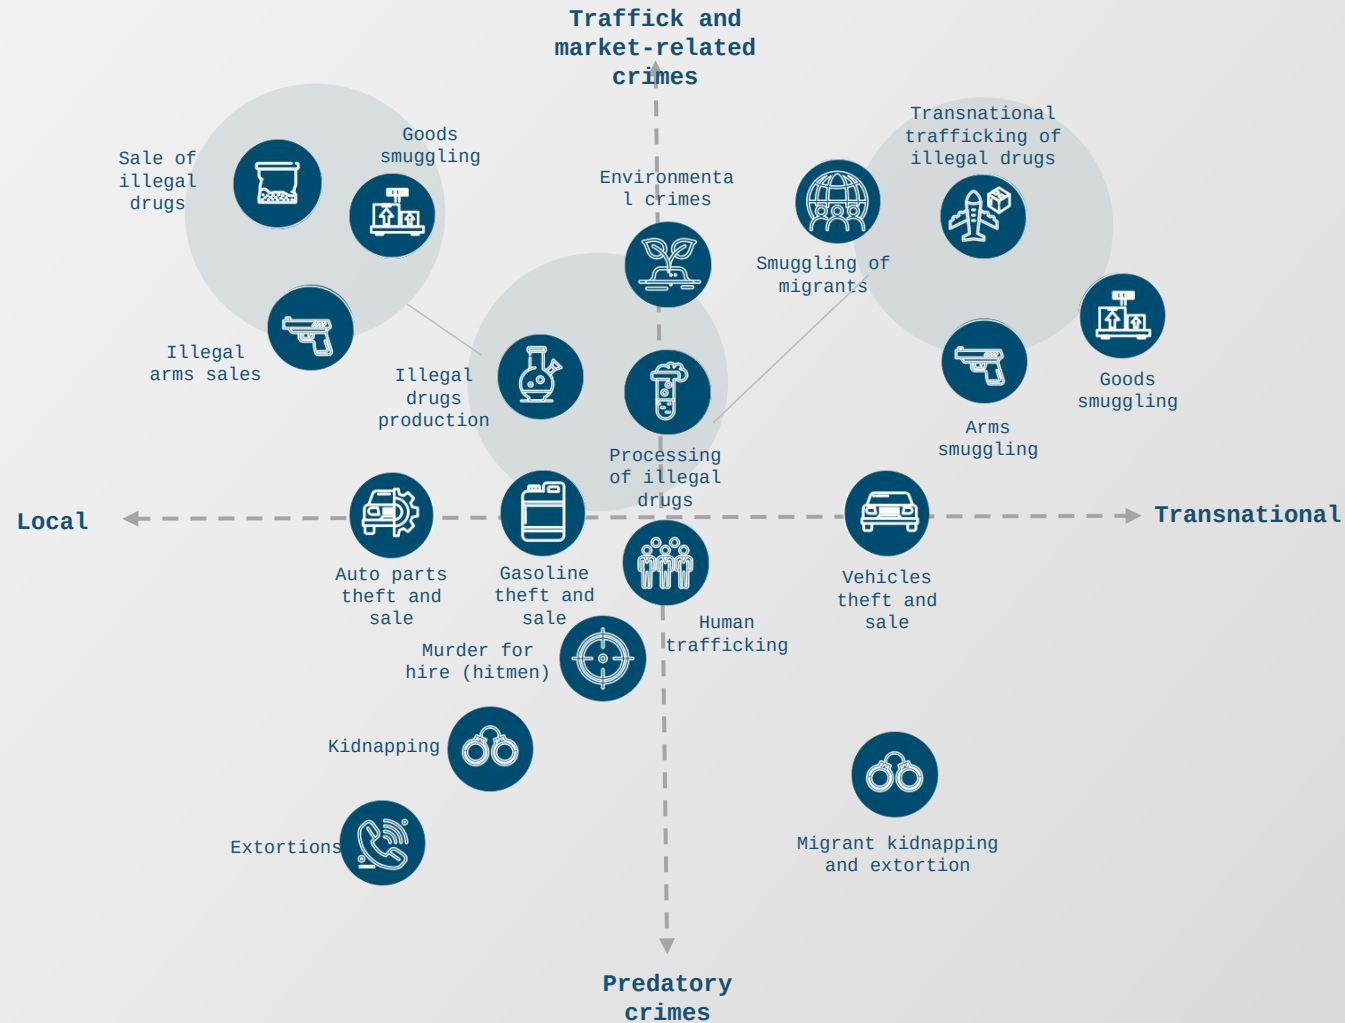 Traffick and
market-related
crimes
Sale of
illegal
drugs
Goods
smuggling
Environmenta
l crimes
Transnational
trafficking of
illegal drugs
Smuggling of
migrants
Illegal
arms sales
Illegal
drugs
production
Goods
smuggling
Arms
smuggling
Processing
of illegal
drugs
Local
Transnational
Auto parts
theft and
sale
Gasoline
theft and
sale
Vehicles
theft and
sale
Human
trafficking
Murder for
hire (hitmen)
Kidnapping
Extortions
Migrant kidnapping
and extortion
Predatory
crimes